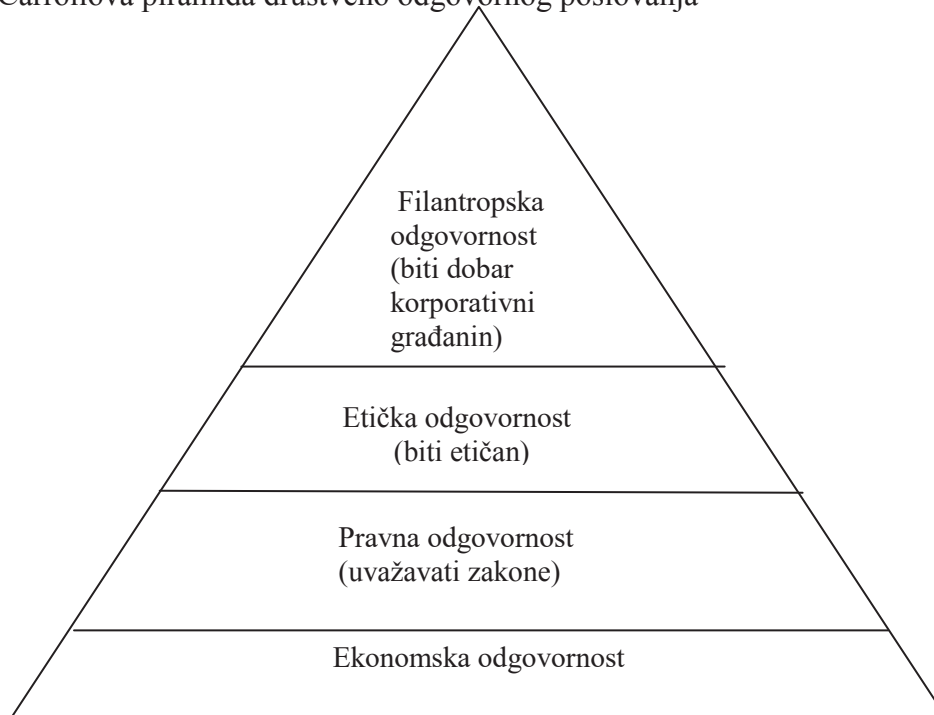 Carrollova piramida društveno odgovornog poslovanja
Filantropska
odgovornost
(biti dobar
korporativni
građanin)
Etička odgovornost
(biti etičan)
Pravna odgovornost
(uvažavati zakone)
Ekonomska odgovornost